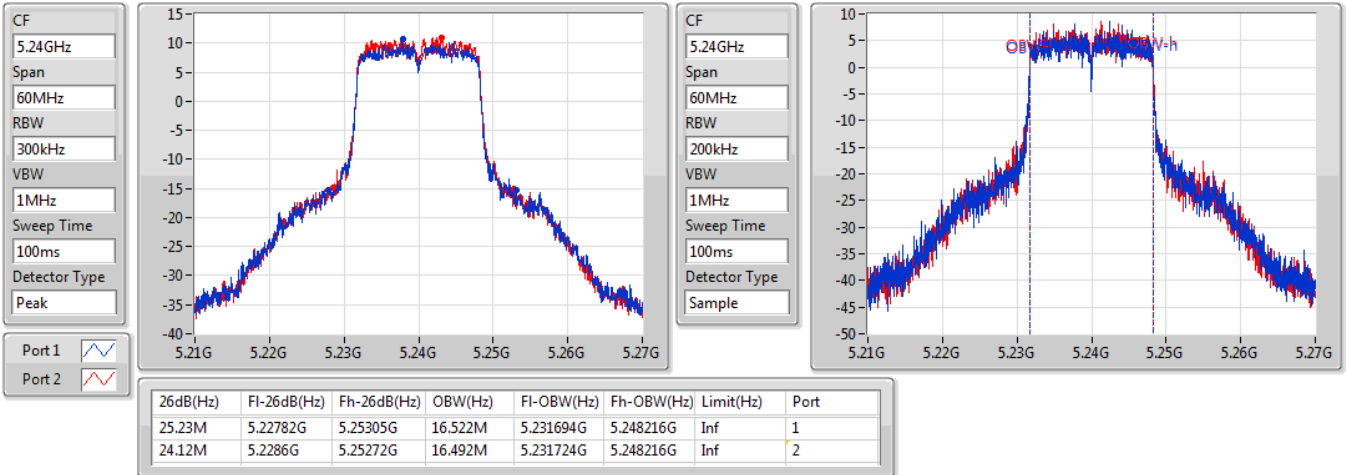 CF
5.24GHz
Span
60MHz
RBW
300kHz
VBW
1MHz
Sweep Time
100ms
Detector Type
Peak
15
10
5
0
-5
-10
-15
-20
-25
-30
-35
-40
5.21G 5.22G 5.23G 5.24G 5.25G 5.26G 5.27G
CF
5.24GHz
Span
60MHz
RBW
200kHz
VBW
1MHz
Sweep Time
100ms
Detector Type
Sample
10
5
0
-5
-10
-15
-20
-25
-30
-35
-40
-45
-50
5.21G 5.22G 5.23G 5.24G 5.25G 5.26G 5.27G
Port 1
Port 2
26dB(Hz) Fl-26dB(Hz) Fh-26dB(Hz) OBW(Hz) Fl-OBW(Hz) Fh-OBW(Hz) Limit(Hz) Port
25.23M 5.22782G 5.25305G 16.522M 5.231694G 5.248216G Inf 1
24.12M 5.2286G 5.25272G 16.492M 5.231724G 5.248216G Inf 2